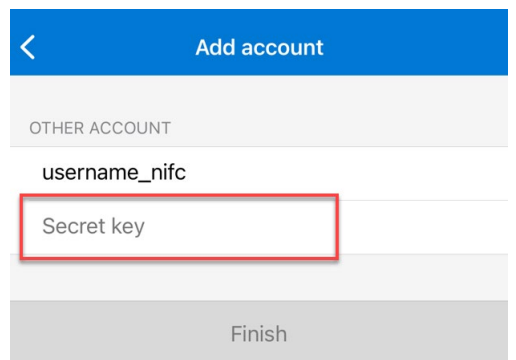 Add account
OTHER ACCOUNT
username_nifc
Secret key
Finish